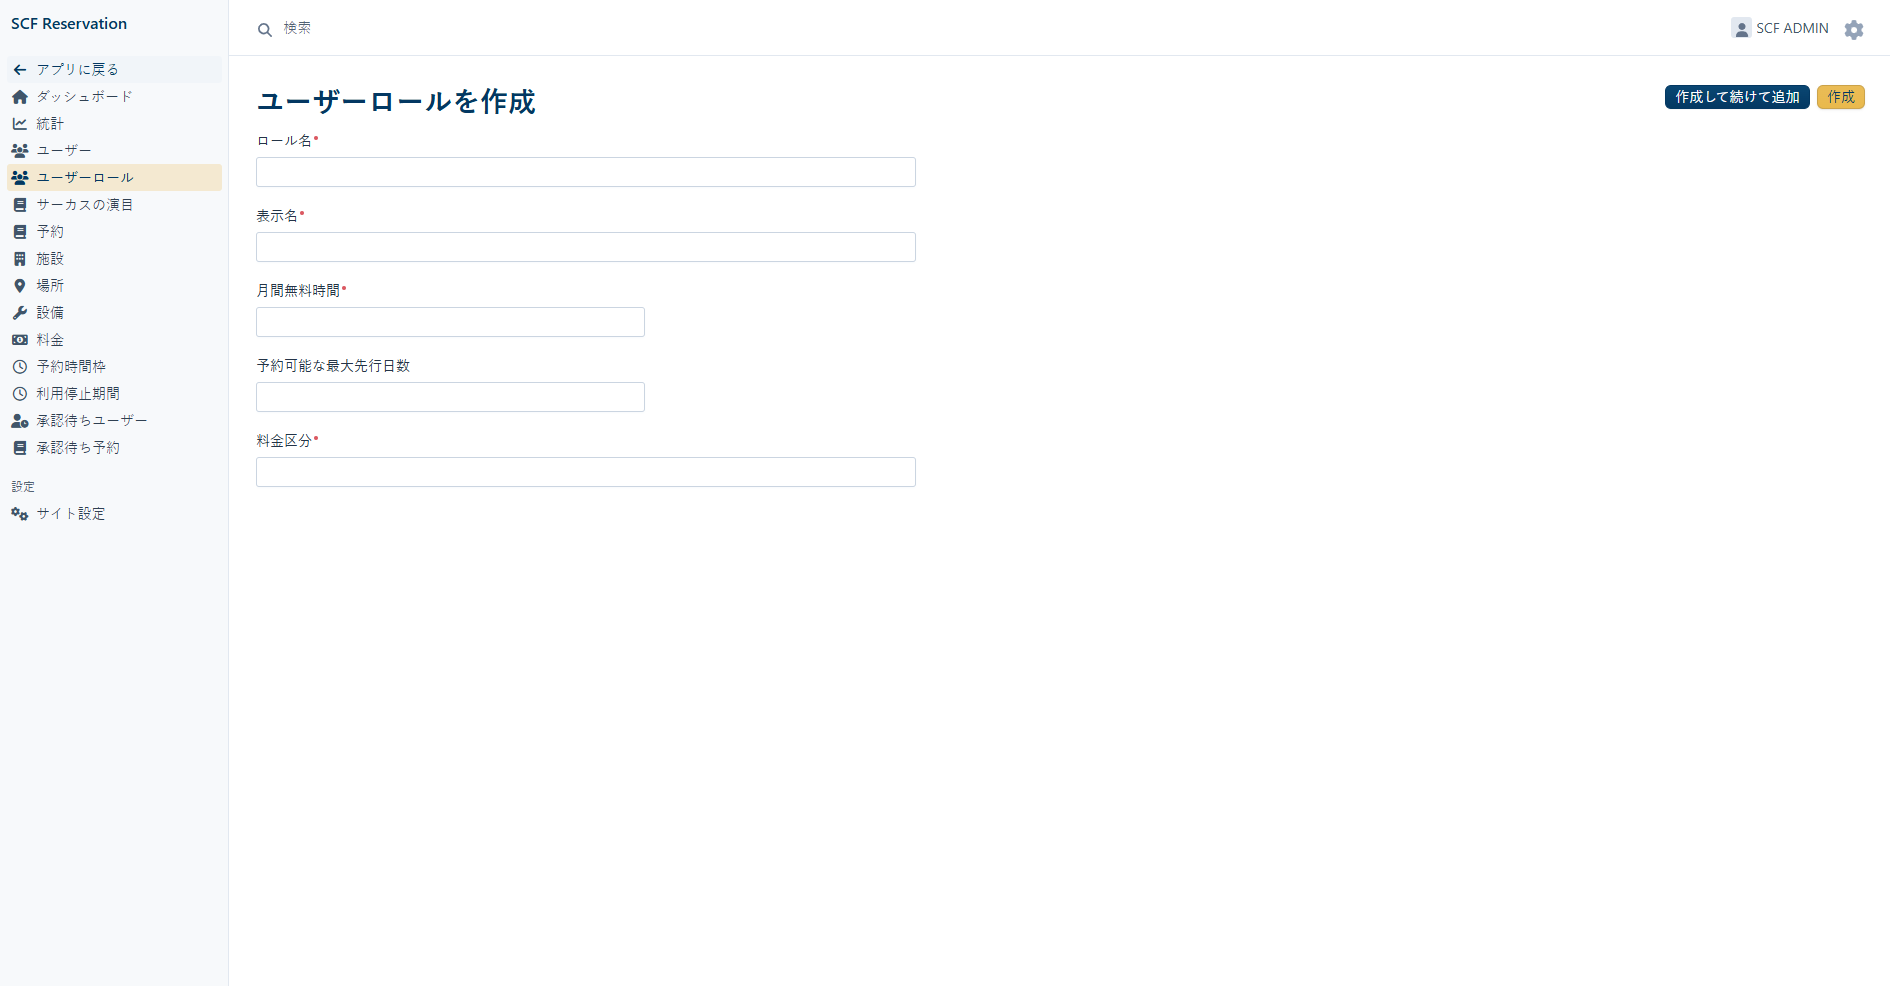 SCF Reservation
アプリに戻る
ダッシュボード
統計
ユーザー
ユーザーロール
サーカスの演目
予約
施設
場所
設備
料金
予約時間枠
利用停止期間
承認待ちユーザー
承認待ち予約
設定
サイト設定
検索
SCF ADMIN
ユーザーロールを作成
作成して続けて追加
作成
ロール名*
表示名*
月間無料時間*
予約可能な最大先行日数
料金区分*